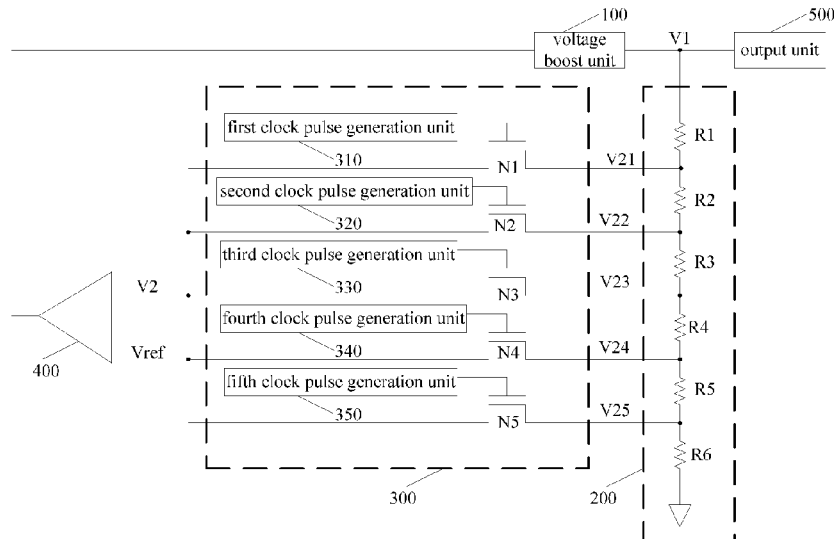 100
V1
500
voltage
boost unit
output unit
first clock pulse generation unit
310
N1
V21
R1
second clock pulse generation unit
320
N2
V22
R2
third clock pulse generation unit
330
N3
V23
R3
V2
fourth clock pulse generation unit
340
N4
V24
R4
Vref
400
fifth clock pulse generation unit
350
N5
V25
R5
R6
300
200